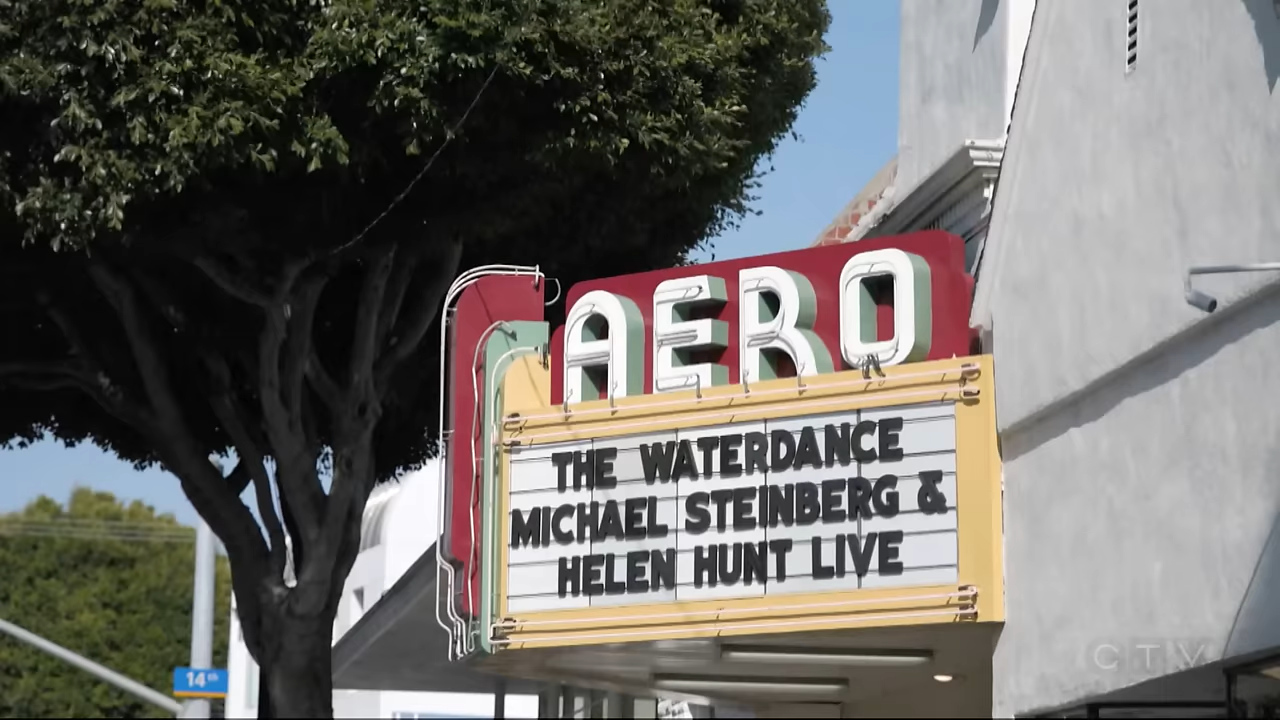 AERO
THE WATERDANCE
MICHAEL STEINBERG &
HELEN HUNT LIVE
14th
CTV